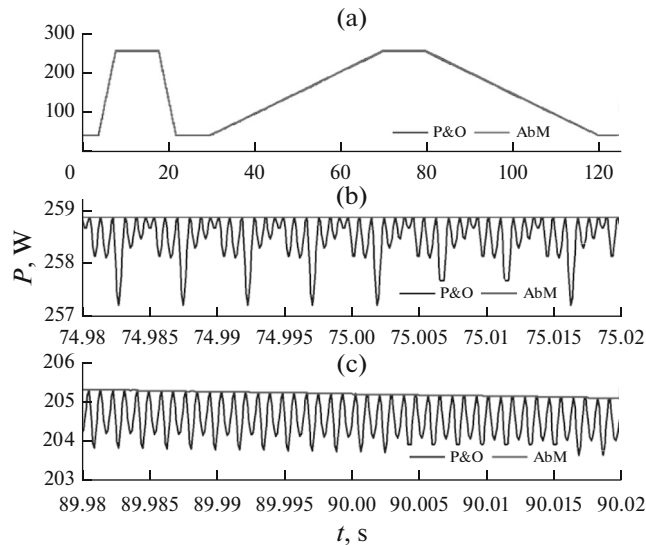 (a)
300
200
100
P&O AbM
0 20 40 60 80 100 120
(b)
259
258
257
P&O AbM
74.98 74.985 74.99 74.995 75.00 75.005 75.01 75.015 75.02
P, W
(c)
206
205
204
203
P&O AbM
89.98 89.985 89.99 89.995 90.00 90.005 90.01 90.015 90.02
t, s